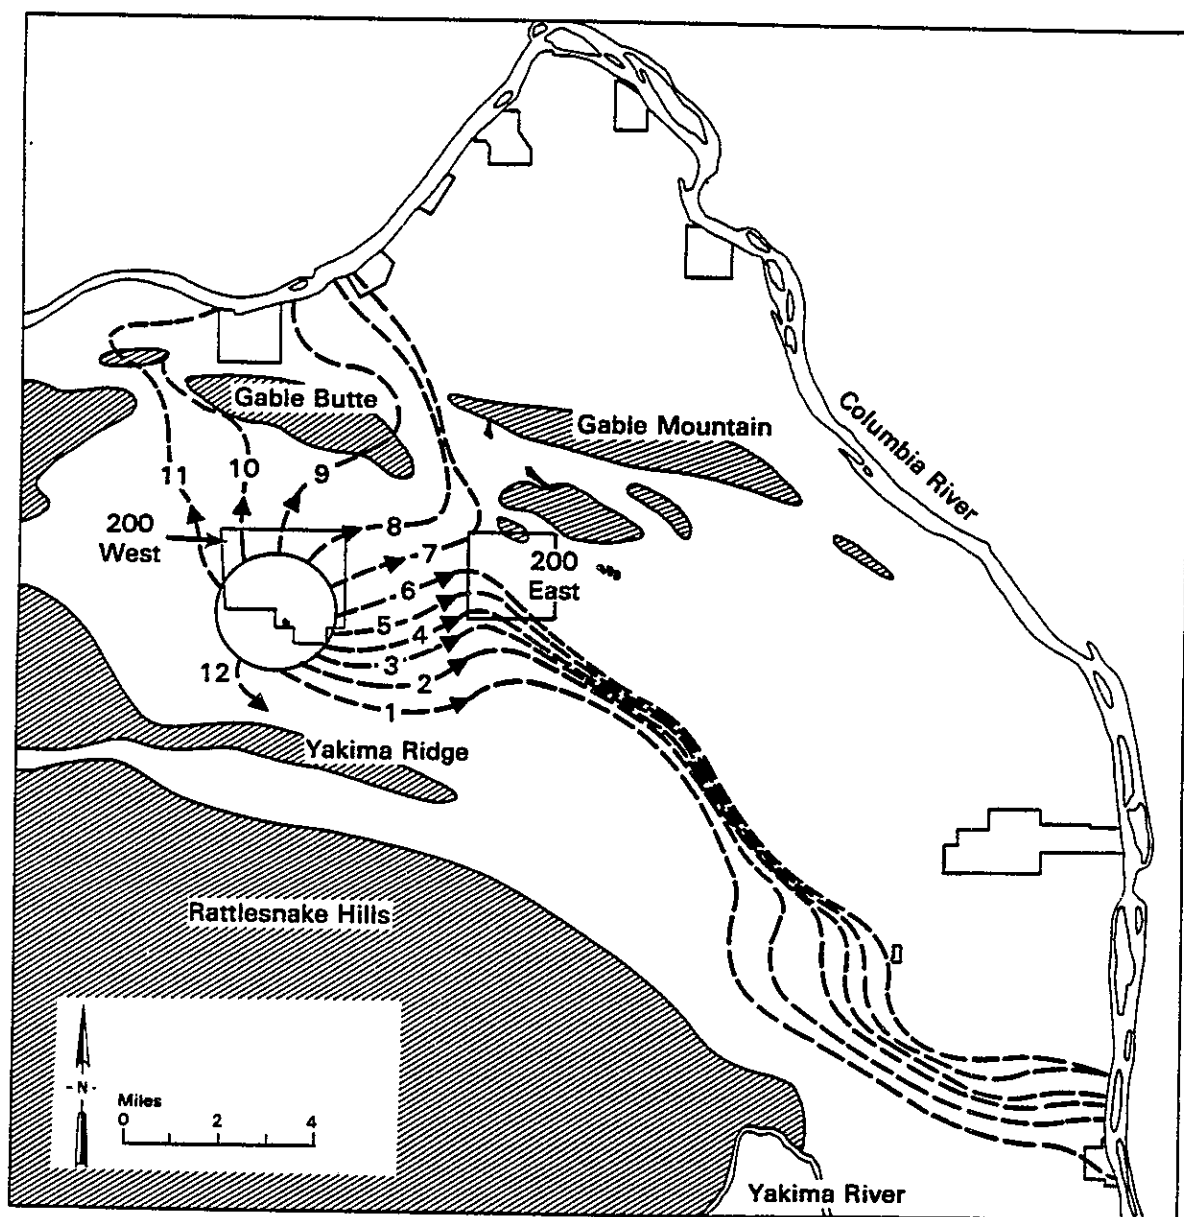 Gable Butte
Gable Mountain
Columbia River
11
10
9
200
West
8
7
200
East
6
5
4
3
12
2
1
Yakima Ridge
Rattlesnake Hills
-N-
Miles
0
2
4
Yakima River